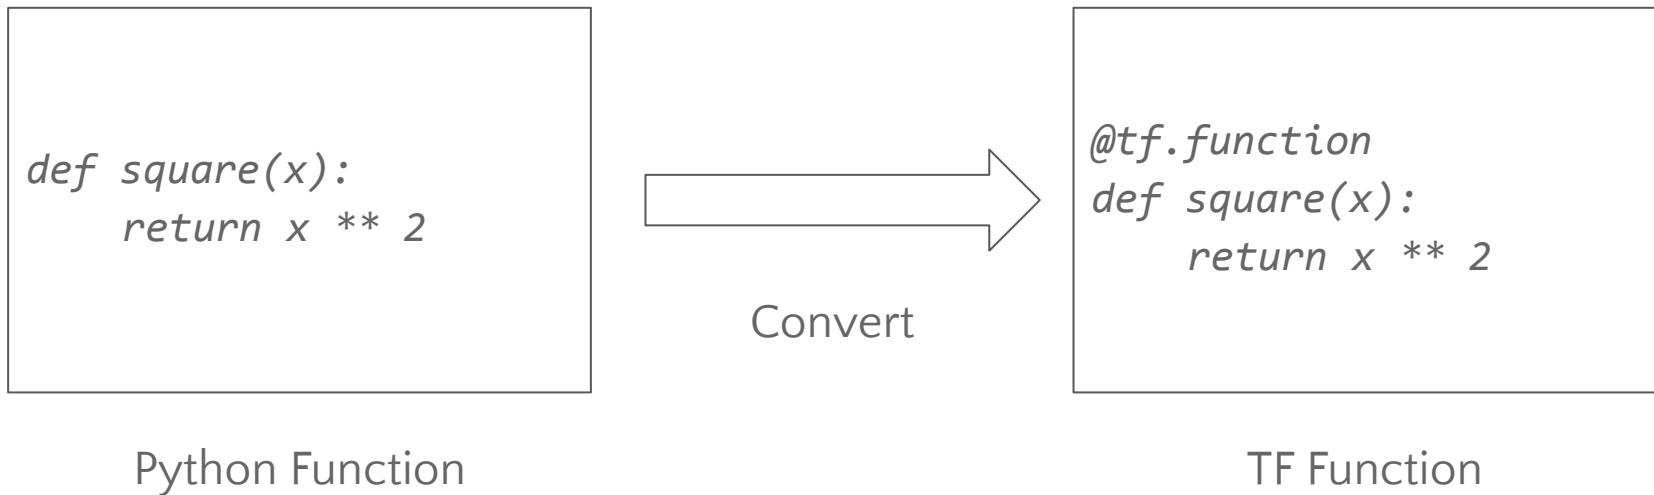 def square(x):
    return x ** 2
Convert
@tf.function
def square(x):
    return x ** 2
Python Function
TF Function